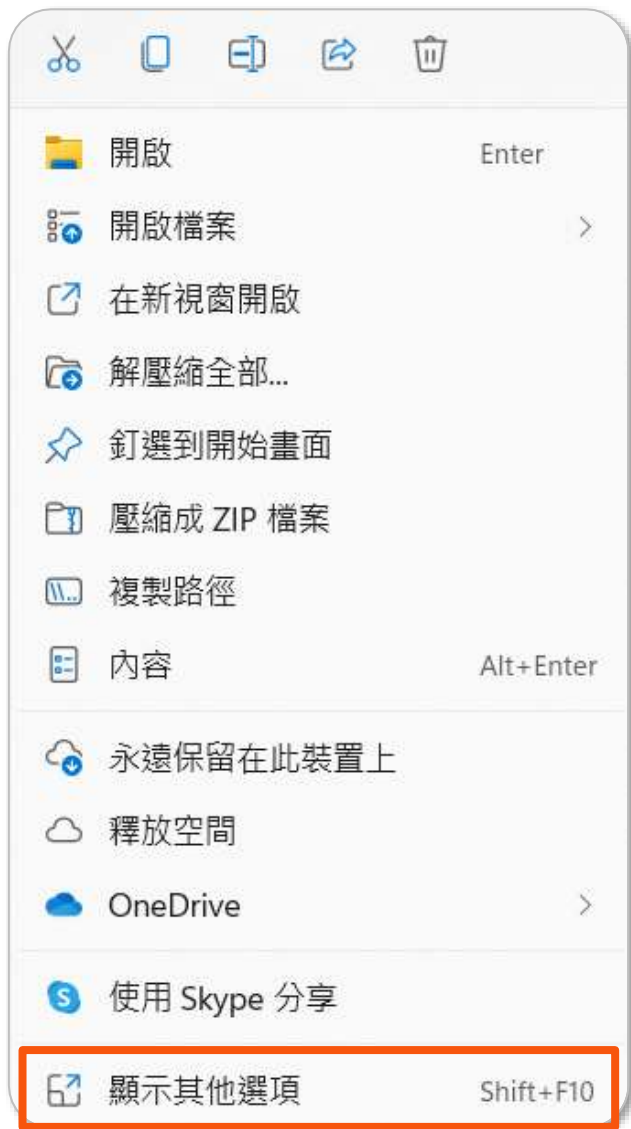 開啟 Enter
開啟檔案
在新視窗開啟
解壓縮全部...
釘選到開始畫面
壓縮成 ZIP 檔案
複製路徑
內容 Alt+Enter
永遠保留在此裝置上
釋放空間
OneDrive
使用 Skype 分享
顯示其他選項 Shift+F10